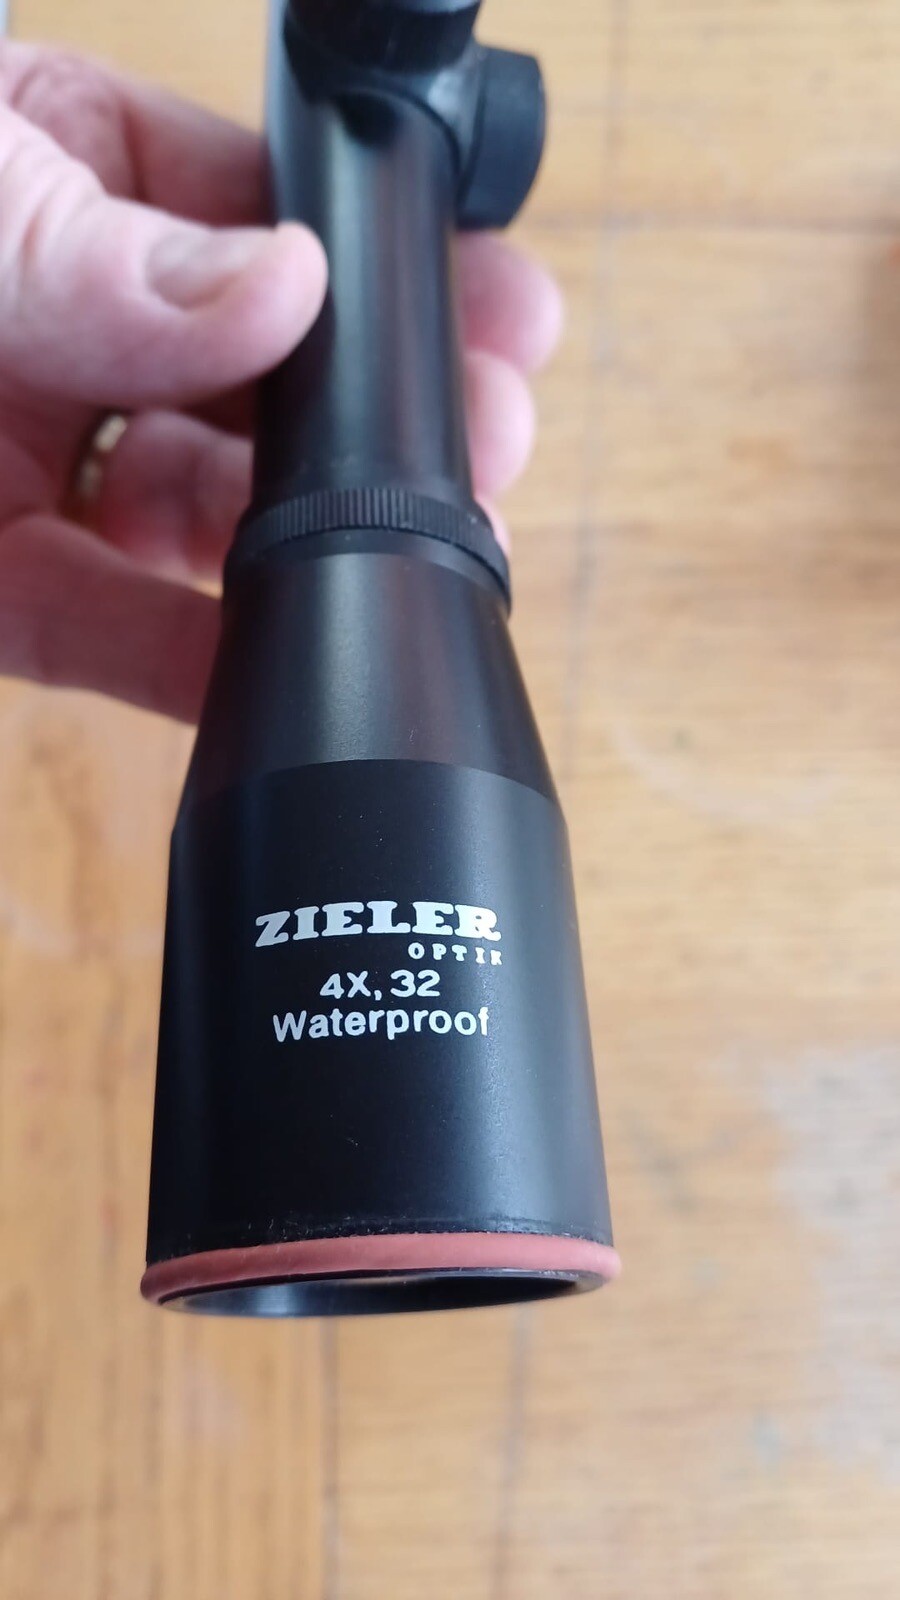 ZIELER
OPTIK
4X, 32
Waterproof